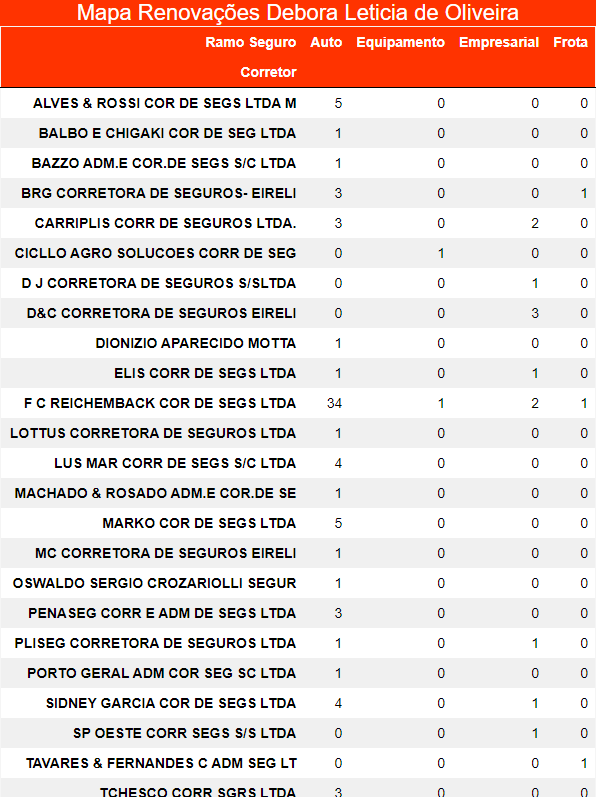 Mapa Renovações Debora Leticia de Oliveira
Ramo Seguro Auto Equipamento Empresarial Frota
Corretor
ALVES & ROSSI COR DE SEGS LTDA M 5 0 0 0
BALBO E CHIGAKI COR DE SEG LTDA 1 0 0 0
BAZZO ADM.E COR.DE SEGS S/C LTDA 1 0 0 0
BRG CORRETORA DE SEGUROS- EIRELI 3 0 0 1
CARRIPLIS CORR DE SEGUROS LTDA. 3 0 2 0
CICLLO AGRO SOLUCOES CORR DE SEG 0 1 0 0
D J CORRETORA DE SEGUROS S/SLTDA 0 0 1 0
D&C CORRETORA DE SEGUROS EIRELI 0 0 3 0
DIONIZIO APARECIDO MOTTA 1 0 0 0
ELIS CORR DE SEGS LTDA 1 0 1 0
F C REICHEMBACK COR DE SEGS LTDA 34 1 2 1
LOTTUS CORRETORA DE SEGUROS LTDA 1 0 0 0
LUS MAR CORR DE SEGS S/C LTDA 4 0 0 0
MACHADO & ROSADO ADM.E COR.DE SE 1 0 0 0
MARKO COR DE SEGS LTDA 5 0 0 0
MC CORRETORA DE SEGUROS EIRELI 1 0 0 0
OSWALDO SERGIO CROZARIOLLI SEGUR 1 0 0 0
PENASEG CORR E ADM DE SEGS LTDA 3 0 0 0
PLISEG CORRETORA DE SEGUROS LTDA 1 0 1 0
PORTO GERAL ADM COR SEG SC LTDA 1 0 0 0
SIDNEY GARCIA COR DE SEGS LTDA 4 0 1 0
SP OESTE CORR SEGS S/S LTDA 0 0 1 0
TAVARES & FERNANDES C ADM SEG LT 0 0 0 1
TCHESCO CORR SGRS LTDA 3 0 0 0